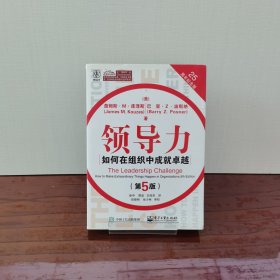 25
[美]
詹姆斯·M·库泽斯 巴里·Z·波斯纳
(James M. Kouzes) (Barry Z. Posner)
著
领导力
如何在组织中成就卓越
(第5版)
The Leadership Challenge
How to Make Extraordinary Things Happen in Organizations, 5th Edition
电子工业出版社